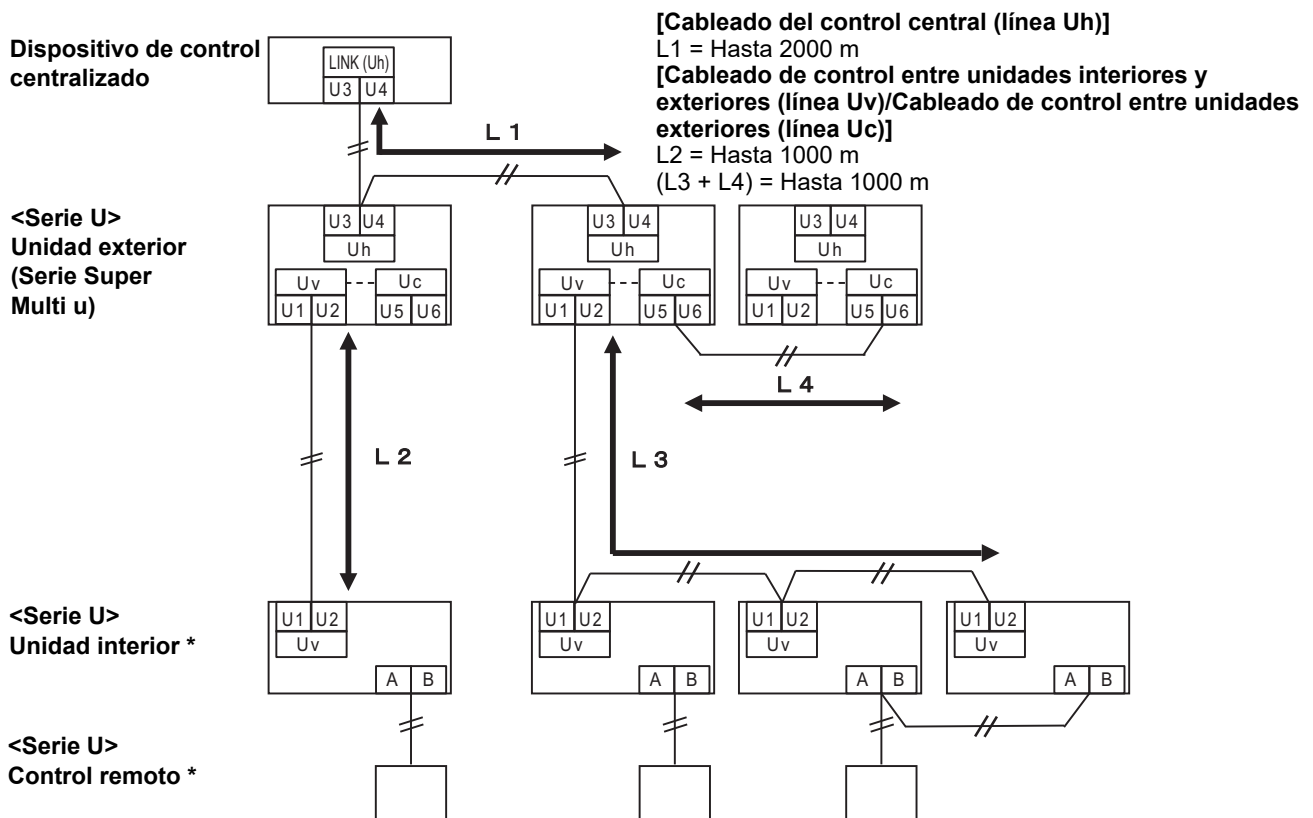 Dispositivo de control
centralizado
LINK (Uh)
U3 U4
[Cableado del control central (línea Uh)]
L1 = Hasta 2000 m
[Cableado de control entre unidades interiores y
exteriores (línea Uv)/Cableado de control entre unidades
exteriores (línea Uc)]
L2 = Hasta 1000 m
(L3 + L4) = Hasta 1000 m
L 1
<Serie U>
Unidad exterior
(Serie Super
Multi u)
U3 U4
Uh
Uv Uc
U1 U2 U5 U6
U3 U4
Uh
Uv Uc
U1 U2 U5 U6
U3 U4
Uh
Uv Uc
U1 U2 U5 U6
L 4
L 2
L 3
<Serie U>
Unidad interior *
U1 U2
Uv
A B
U1 U2
Uv
A B
U1 U2
Uv
A B
U1 U2
Uv
A B
<Serie U>
Control remoto *